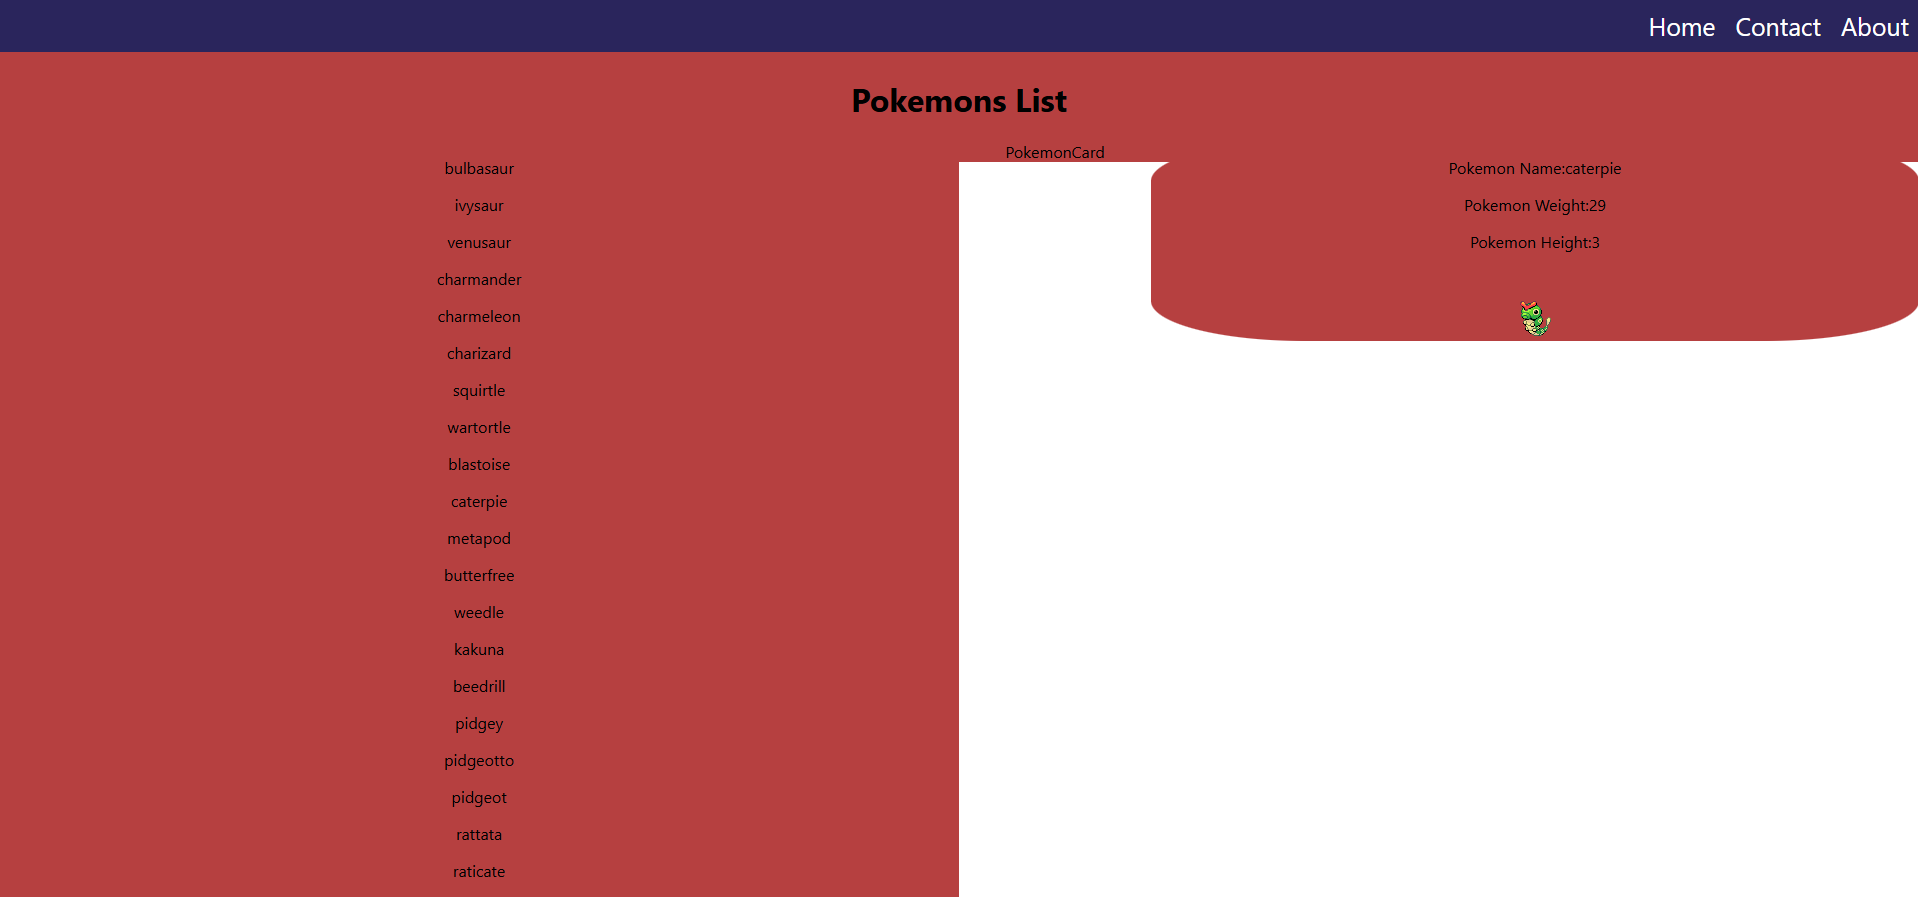 Home Contact About
Pokemons List
PokemonCard
bulbasaur
ivysaur
venusaur
charmander
charmeleon
charizard
squirtle
wartortle
blastoise
caterpie
metapod
butterfree
weedle
kakuna
beedrill
pidgey
pidgeotto
pidgeot
rattata
raticate
Pokemon Name:caterpie
Pokemon Weight:29
Pokemon Height:3